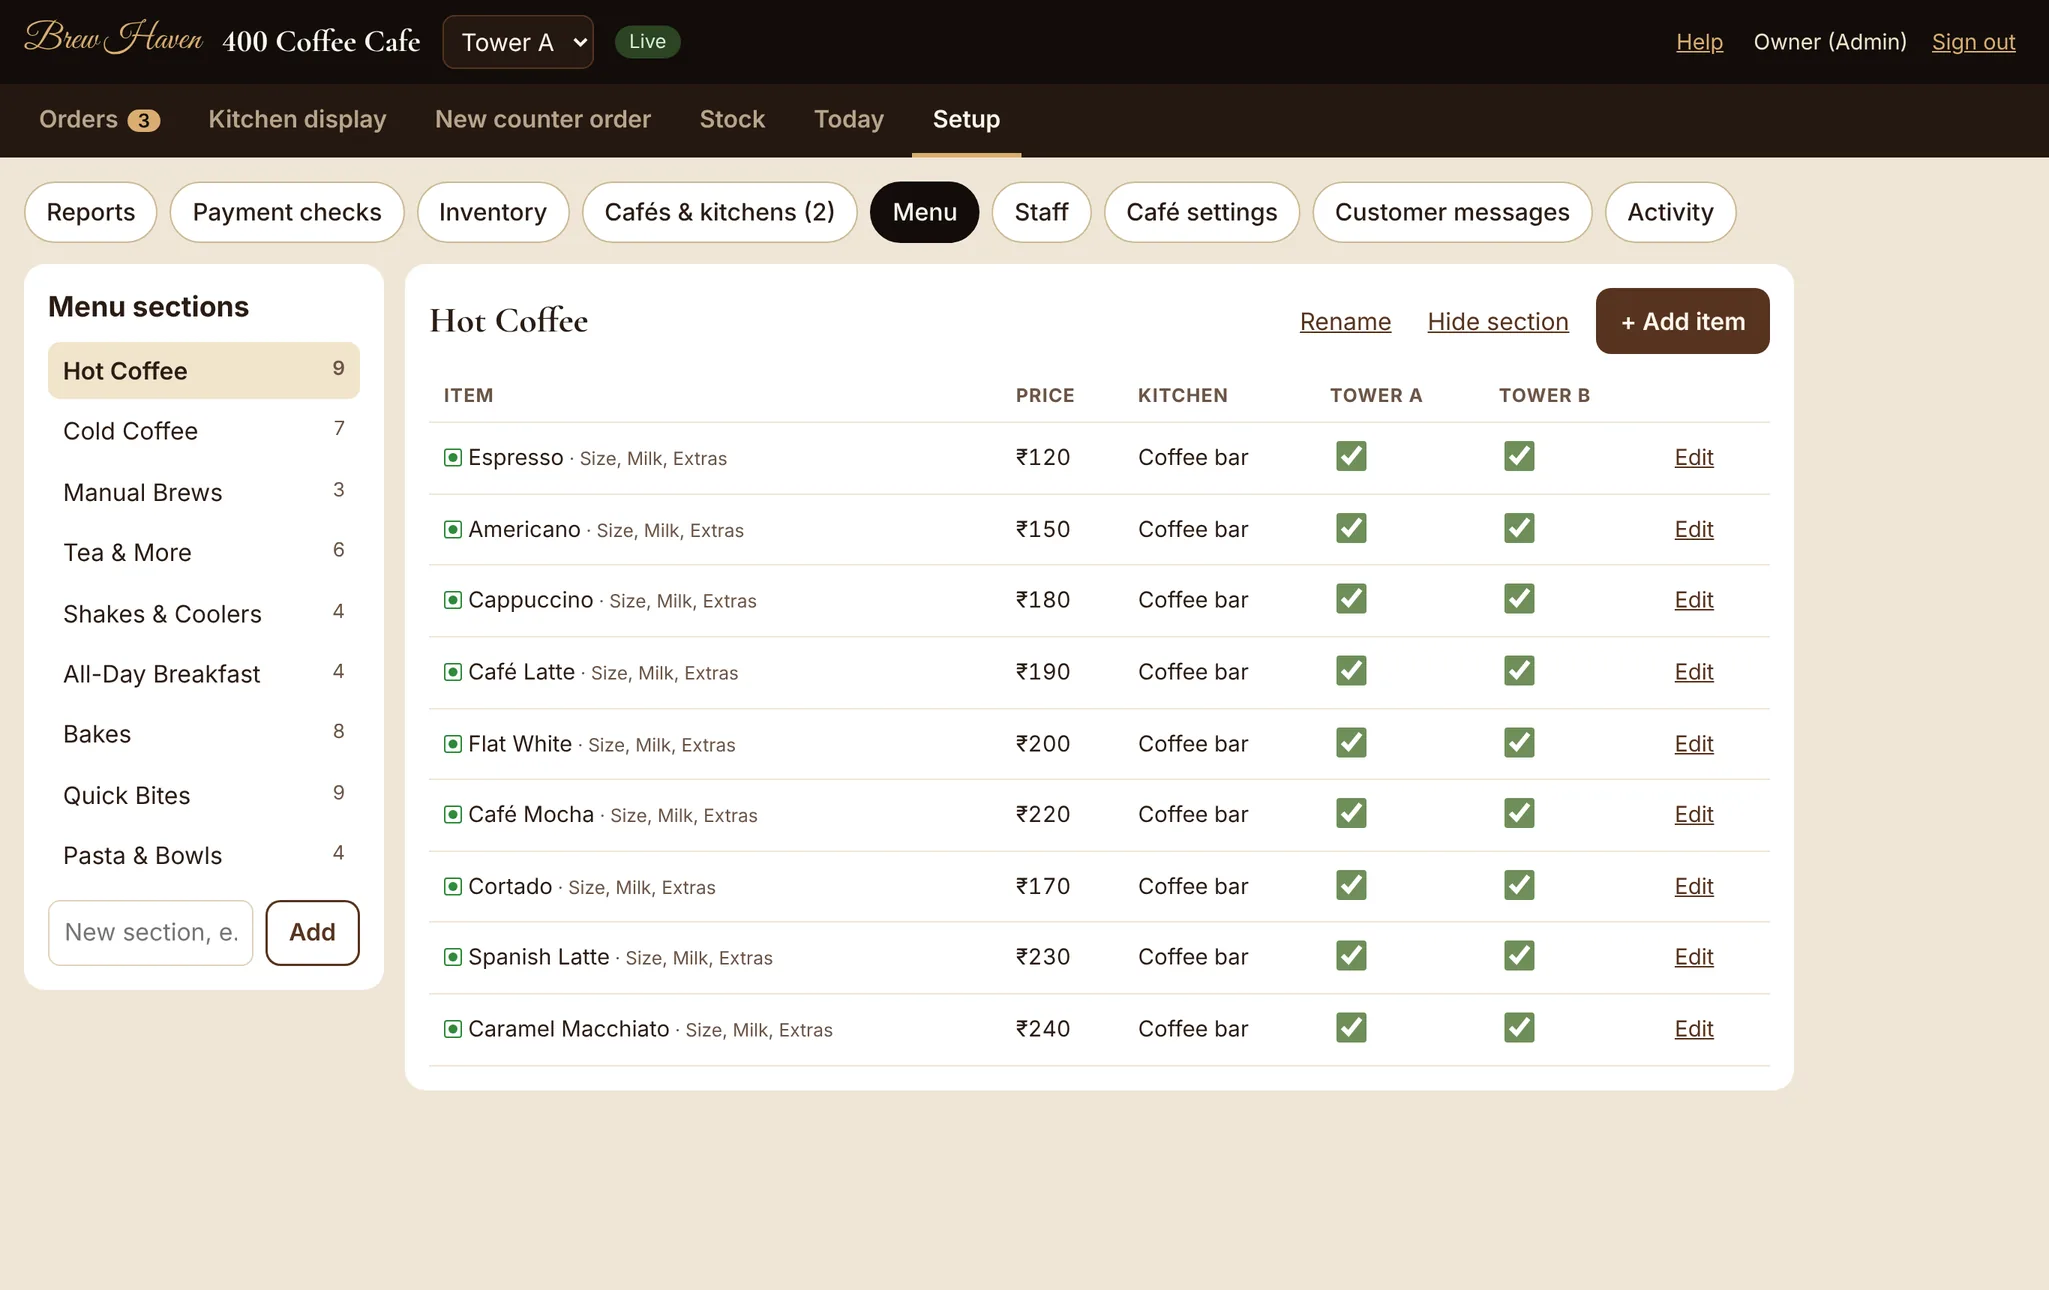 Brew Haven 400 Coffee Cafe Tower A Live Help Owner (Admin) Sign out
Orders 3 Kitchen display New counter order Stock Today Setup
Reports Payment checks Inventory Cafés & kitchens (2) Menu Staff Café settings Customer messages Activity
Menu sections
Hot Coffee 9
Cold Coffee 7
Manual Brews 3
Tea & More 6
Shakes & Coolers 4
All-Day Breakfast 4
Bakes 8
Quick Bites 9
Pasta & Bowls 4
New section, e. Add
Hot Coffee Rename Hide section + Add item
ITEM PRICE KITCHEN TOWER A TOWER B
Espresso · Size, Milk, Extras ₹120 Coffee bar Edit
Americano · Size, Milk, Extras ₹150 Coffee bar Edit
Cappuccino · Size, Milk, Extras ₹180 Coffee bar Edit
Café Latte · Size, Milk, Extras ₹190 Coffee bar Edit
Flat White · Size, Milk, Extras ₹200 Coffee bar Edit
Café Mocha · Size, Milk, Extras ₹220 Coffee bar Edit
Cortado · Size, Milk, Extras ₹170 Coffee bar Edit
Spanish Latte · Size, Milk, Extras ₹230 Coffee bar Edit
Caramel Macchiato · Size, Milk, Extras ₹240 Coffee bar Edit